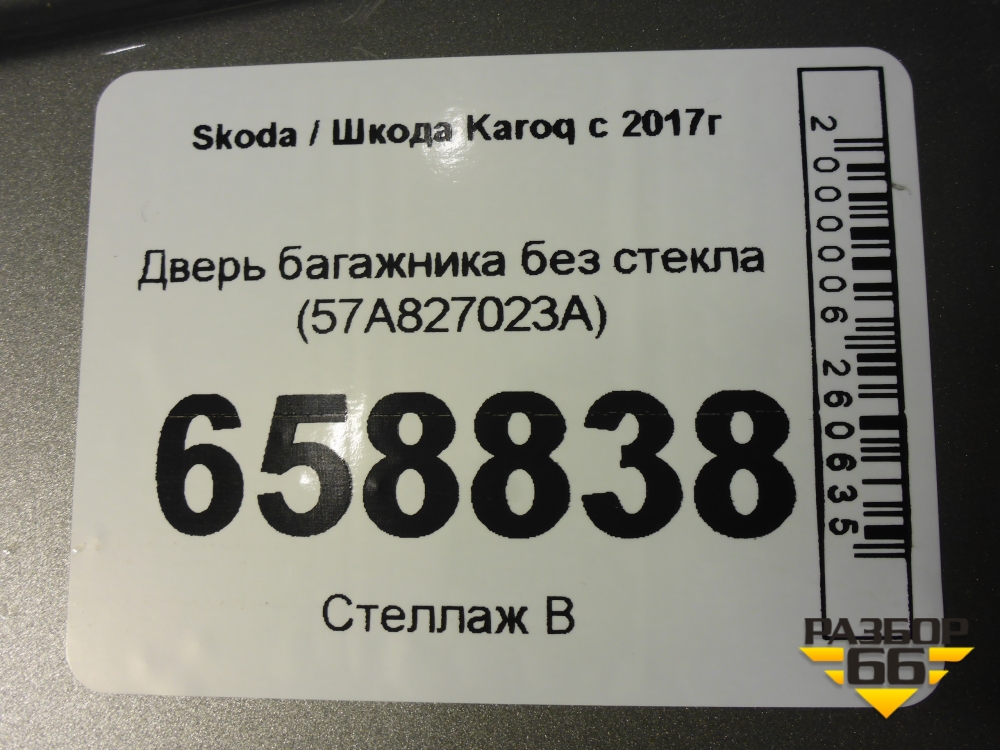 Skoda / Шкода Karoq с 2017г
Дверь багажника без стекла
(57A827023A)
658838
Стеллаж В
2000006260635
РАЗБОР
66